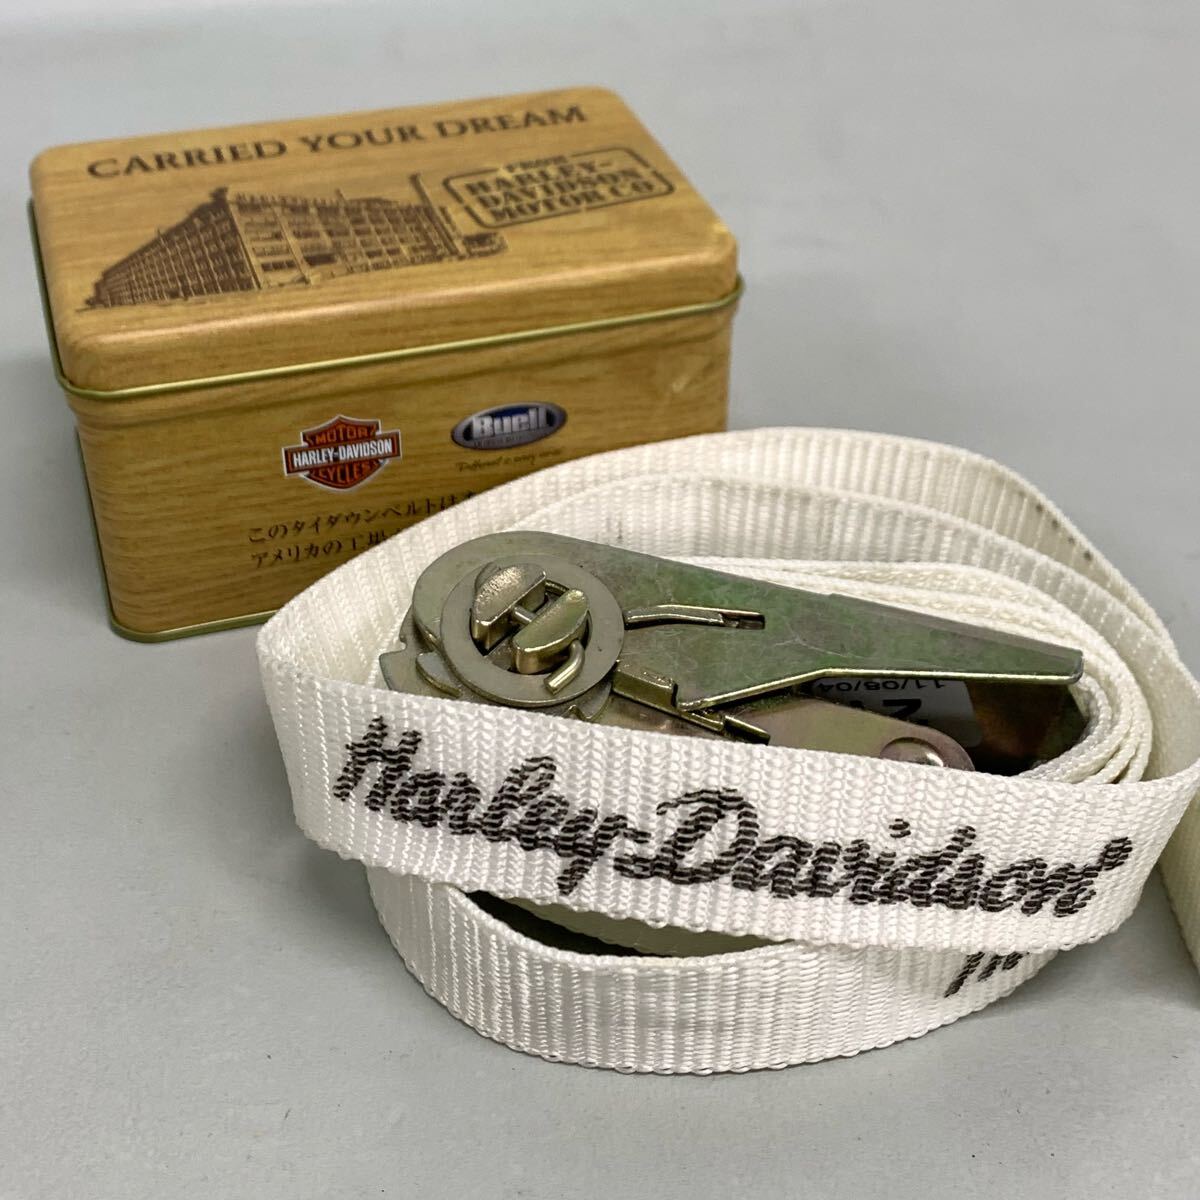 CARRIED YOUR DREAM
FROM
HARLEY-
DAVIDSON
MOTOR CO
MOTOR
HARLEY-DAVIDSON
CYCLES
Buell
このタイダウンベルトは
アメリカの工場
11/08/04
Harley-Davidson®